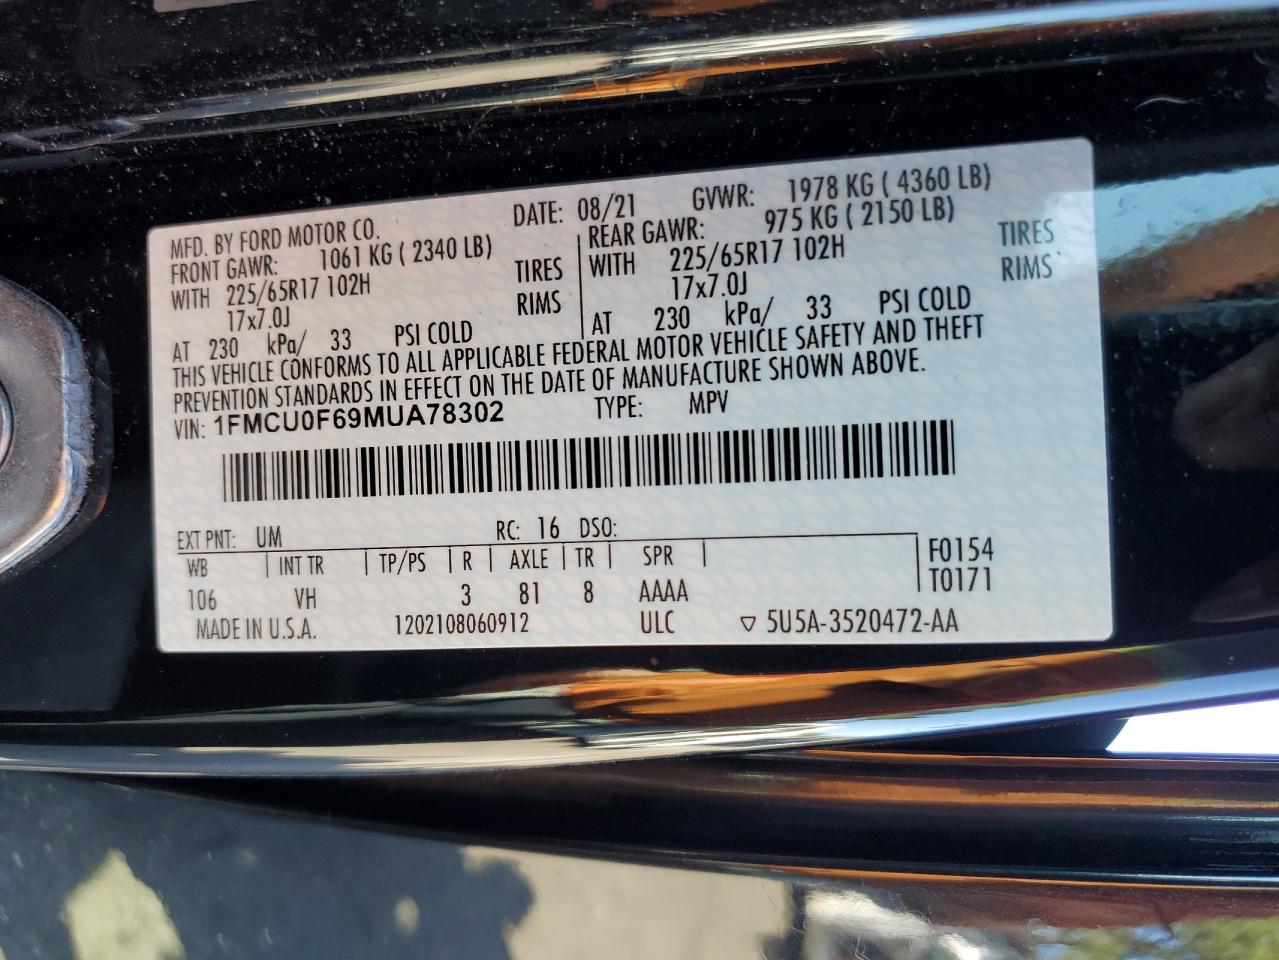 MFD. BY FORD MOTOR CO. DATE: 08/21 GVWR: 1978 KG ( 4360 LB)
FRONT GAWR: 1061 KG ( 2340 LB) REAR GAWR: 975 KG ( 2150 LB)
WITH 225/65R17 102H TIRES WITH 225/65R17 102H TIRES
17x7.0J RIMS 17x7.0J RIMS
AT 230 kPa/ 33 PSI COLD AT 230 kPa/ 33 PSI COLD
THIS VEHICLE CONFORMS TO ALL APPLICABLE FEDERAL MOTOR VEHICLE SAFETY AND THEFT
PREVENTION STANDARDS IN EFFECT ON THE DATE OF MANUFACTURE SHOWN ABOVE.
VIN: 1FMCU0F69MUA78302 TYPE: MPV
EXT PNT: UM RC: 16 DSO:
WB INT TR TP/PS R AXLE TR SPR F0154
106 VH 3 81 8 AAAA T0171
MADE IN U.S.A. 1202108060912 ULC ▽ 5U5A-3520472-AA